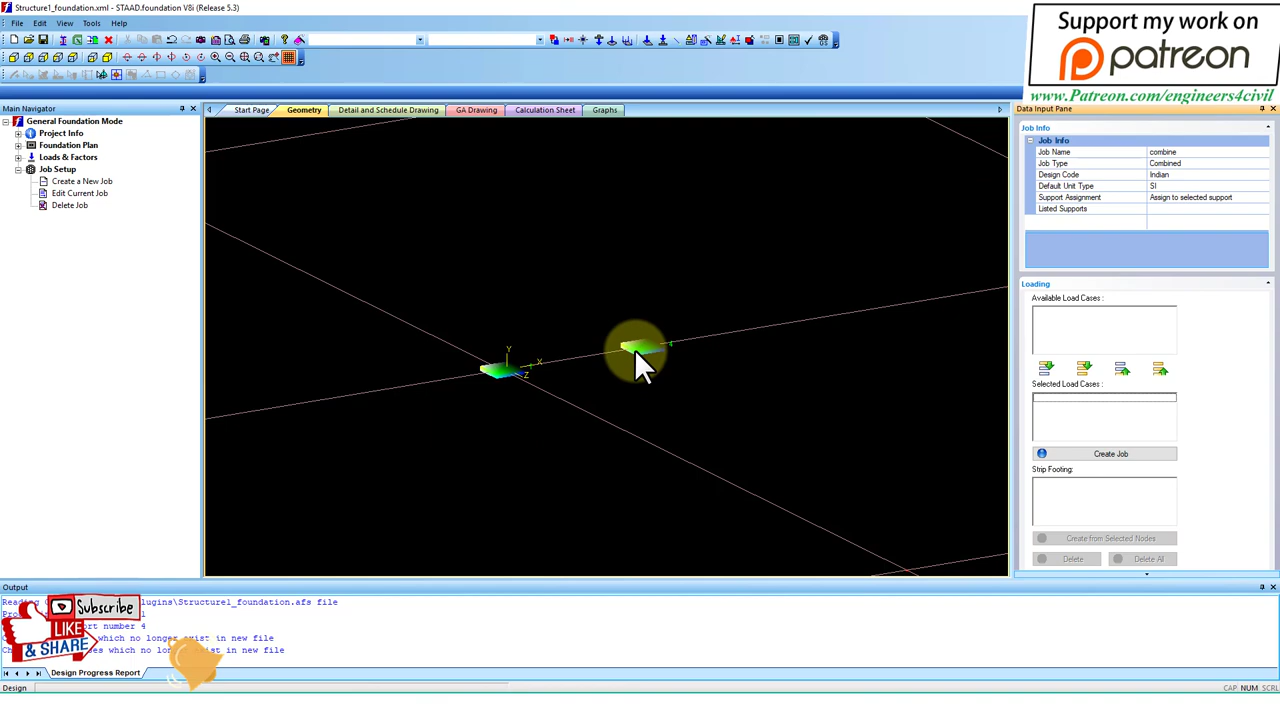 Structure1_foundation.xml - STAAD.foundation V8i (Release 5.3)
File Edit View Tools Help
Support my work on
patreon
www.Patreon.com/engineers4civil
Main Navigator
General Foundation Mode
Project Info
Foundation Plan
Loads & Factors
Job Setup
Create a New Job
Edit Current Job
Delete Job
Start Page Geometry Detail and Schedule Drawing GA Drawing Calculation Sheet Graphs
Y
X
Z
4
Data Input Pane
Job Info
Job Info
Job Name combine
Job Type Combined
Design Code Indian
Default Unit Type SI
Support Assignment Assign to selected support
Listed Supports
Loading
Available Load Cases :
Selected Load Cases :
Create Job
Strip Footing:
Create from Selected Nodes
Delete Delete All
Output
Reading lugins\Structure1_foundation.afs file
1
ort number 4
which no longer exist in new file
es which no longer exist in new file
Subscribe
LIKE
& SHARE
Design Progress Report
Design
CAP NUM SCRL